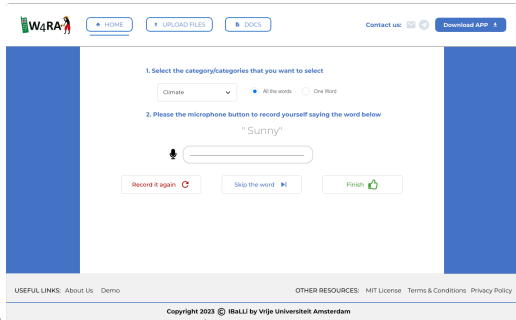 W4RA
HOME
UPLOAD FILES
DOCS
Contact us:
Download APP
1. Select the category/categories that you want to select
Climate
All the words
One Word
2. Please the microphone button to record yourself saying the word below
" Sunny"
Record it again
Skip the word
Finish
USEFUL LINKS: About Us Demo
OTHER RESOURCES: MIT License Terms & Conditions Privacy Policy
Copyright 2023 © IBaLLi by Vrije Universiteit Amsterdam